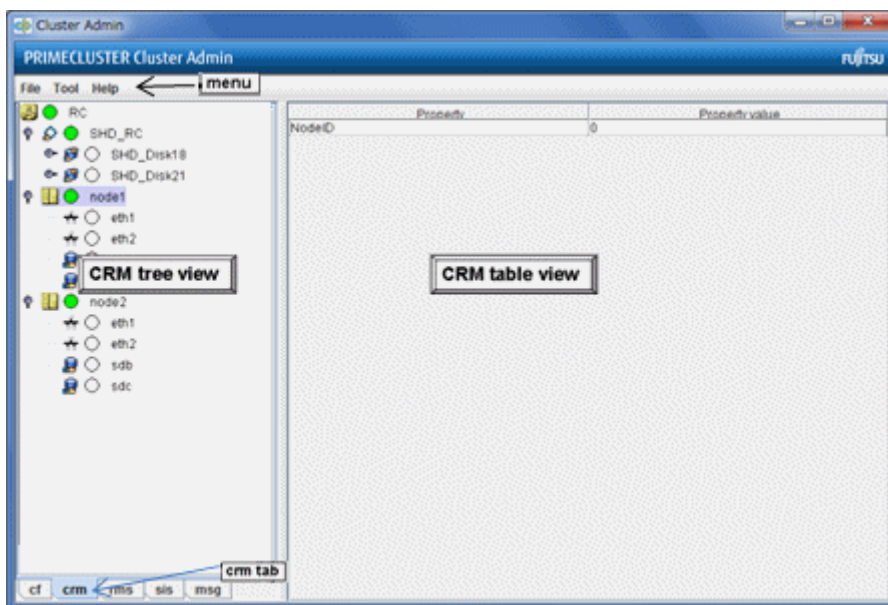 Cluster Admin
PRIMECLUSTER Cluster Admin
FUJITSU
File Tool Help
menu
RC
SHD_RC
SHD_Disk18
SHD_Disk21
node1
eth1
eth2
CRM tree view
node2
eth1
eth2
sdb
sdc
Property Property value
NodeID 0
CRM table view
crm tab
cf crm rms sis msg